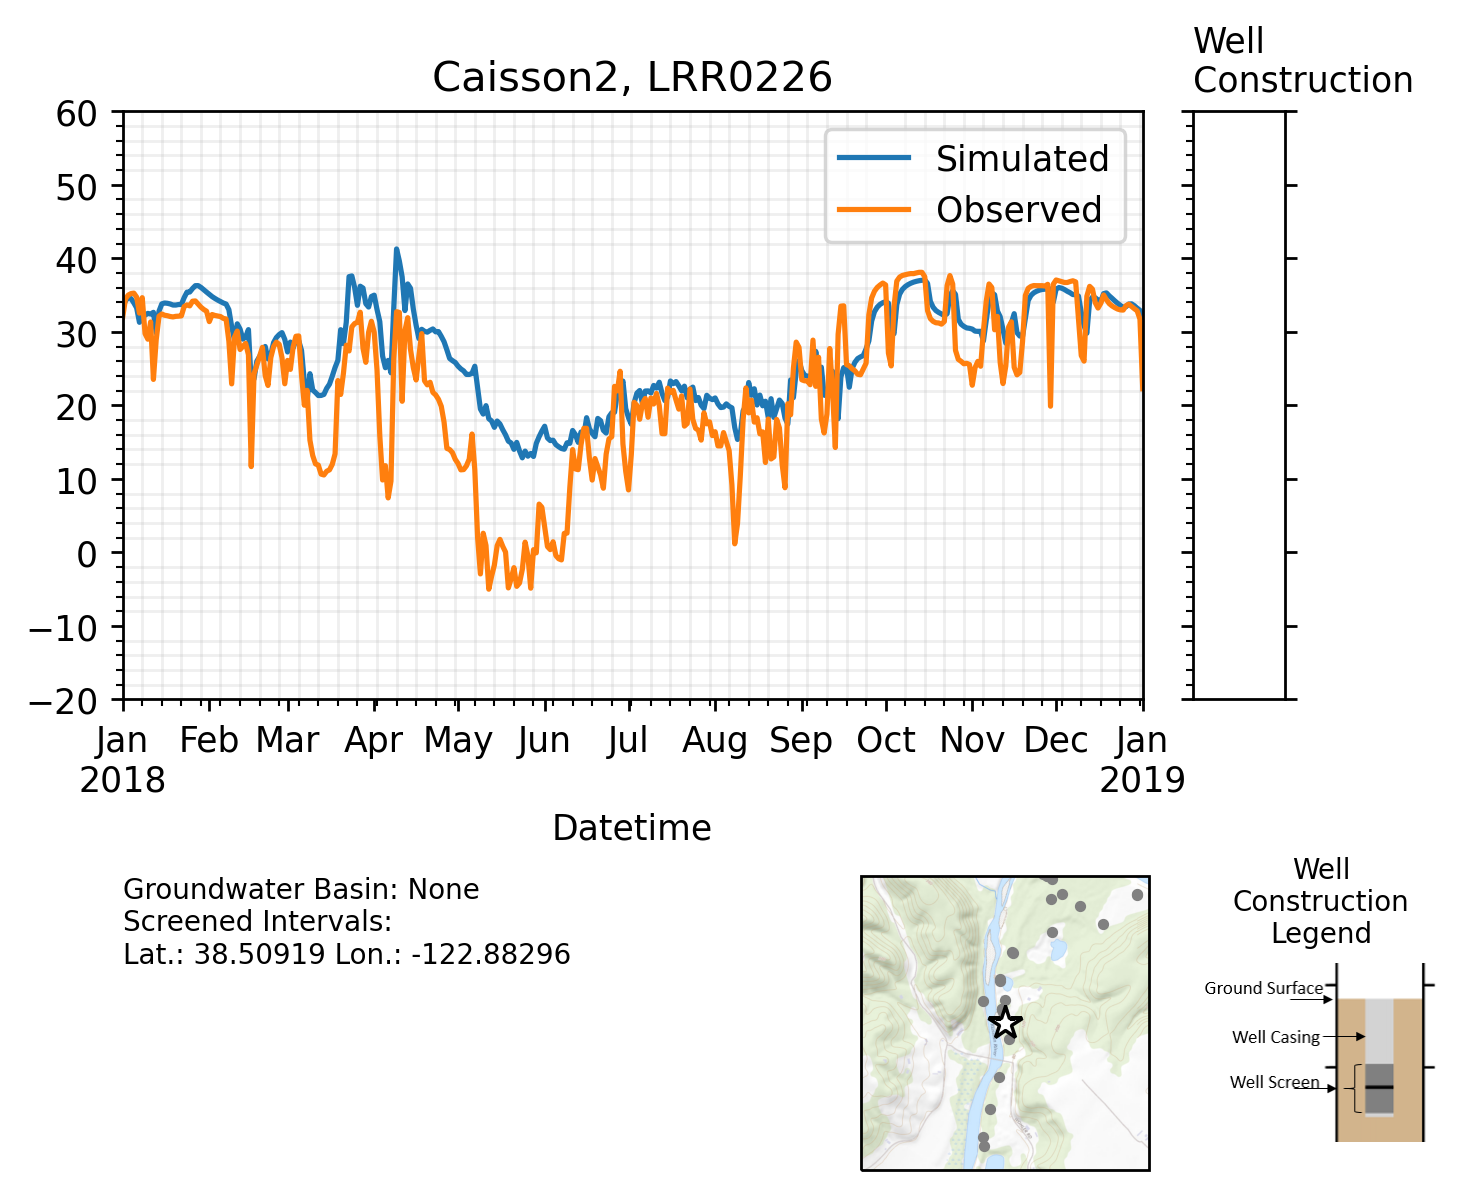 Well
Construction
Caisson2, LRR0226
60
50
40
30
20
10
0
−10
−20
Simulated
Observed
Jan
2018
Feb
Mar
Apr
May
Jun
Jul
Aug
Sep
Oct
Nov
Dec
Jan
2019
Datetime
Groundwater Basin: None
Screened Intervals:
Lat.: 38.50919 Lon.: -122.88296
Well
Construction
Legend
Ground Surface
Well Casing
Well Screen